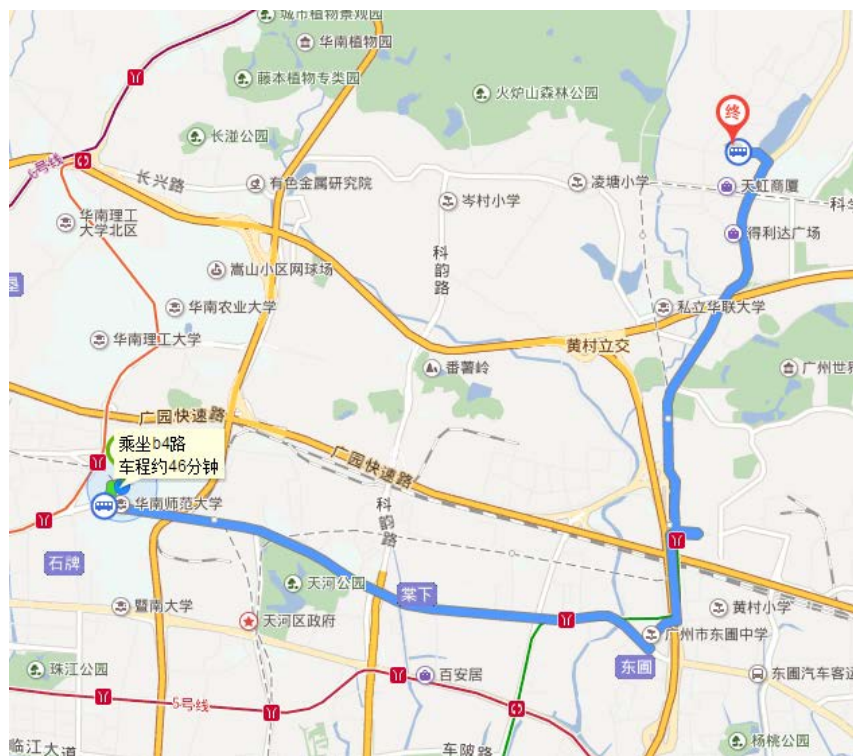 城市植物景观园
华南植物园
藤本植物专类园
火炉山森林公园
终
长湴公园
6号线
长兴路
有色金属研究院
凌塘小学
天虹商厦
岑村小学
科学
华南理工
大学北区
得利达广场
科韵路
嵩山小区网球场
华南农业大学
私立华联大学
华南理工大学
黄村立交
番薯岭
广州世界
广园快速路
乘坐b4路
车程约46分钟
广园快速路
华南师范大学
科韵路
石牌
天河公园
棠下
暨南大学
黄村小学
天河区政府
广州市东圃中学
东圃
珠江公园
百安居
东圃汽车客运
5号线
临江大道
车陂路
杨桃公园